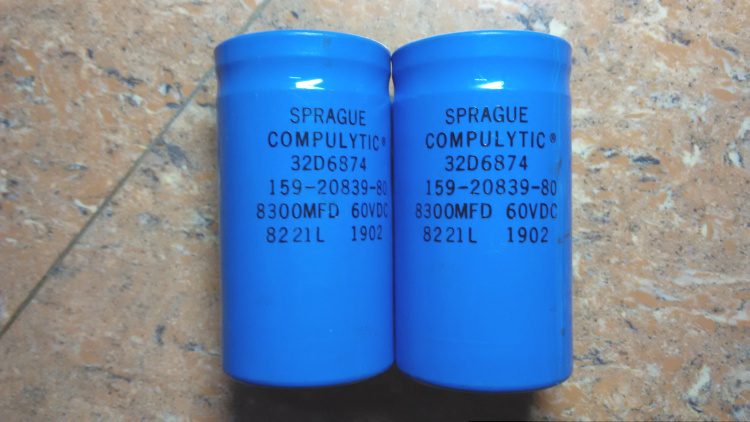 SPRAGUE
COMPULYTIC®
32D6874
159-20839-80
8300MFD 60VDC
8221L 1902
SPRAGUE
COMPULYTIC®
32D6874
159-20839-80
8300MFD 60VDC
8221L 1902